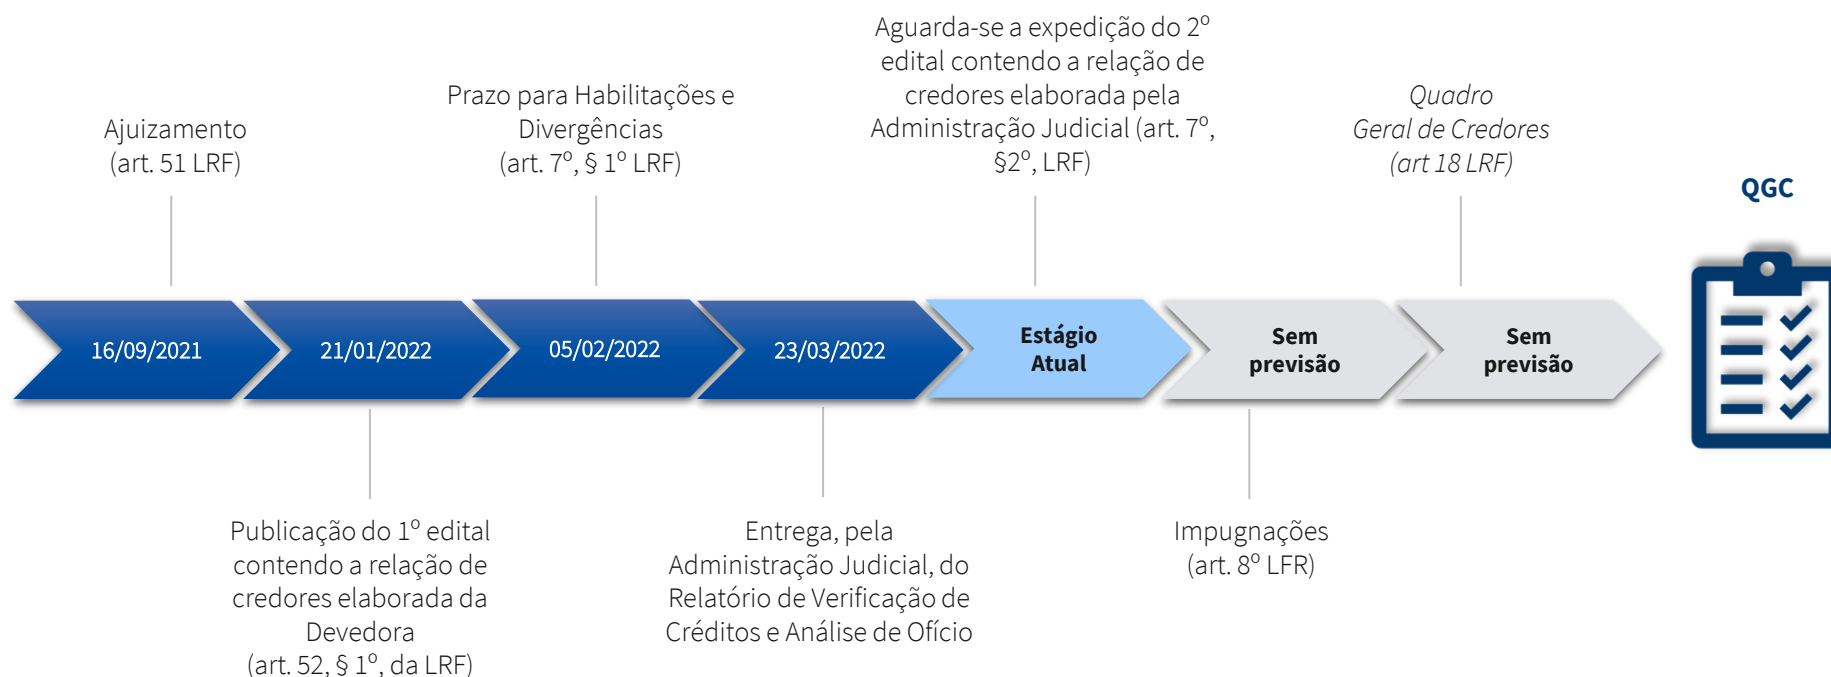 Ajuizamento
(art. 51 LRF)
Prazo para Habilitações e
Divergências
(art. 7º, § 1º LRF)
Aguarda-se a expedição do 2º
edital contendo a relação de
credores elaborada pela
Administração Judicial (art. 7º,
§2º, LRF)
Quadro
Geral de Credores
(art 18 LRF)
QGC
16/09/2021
21/01/2022
05/02/2022
23/03/2022
Estágio
Atual
Sem
previsão
Sem
previsão
Publicação do 1º edital
contendo a relação de
credores elaborada da
Devedora
(art. 52, § 1º, da LRF)
Entrega, pela
Administração Judicial, do
Relatório de Verificação de
Créditos e Análise de Ofício
Impugnações
(art. 8º LFR)